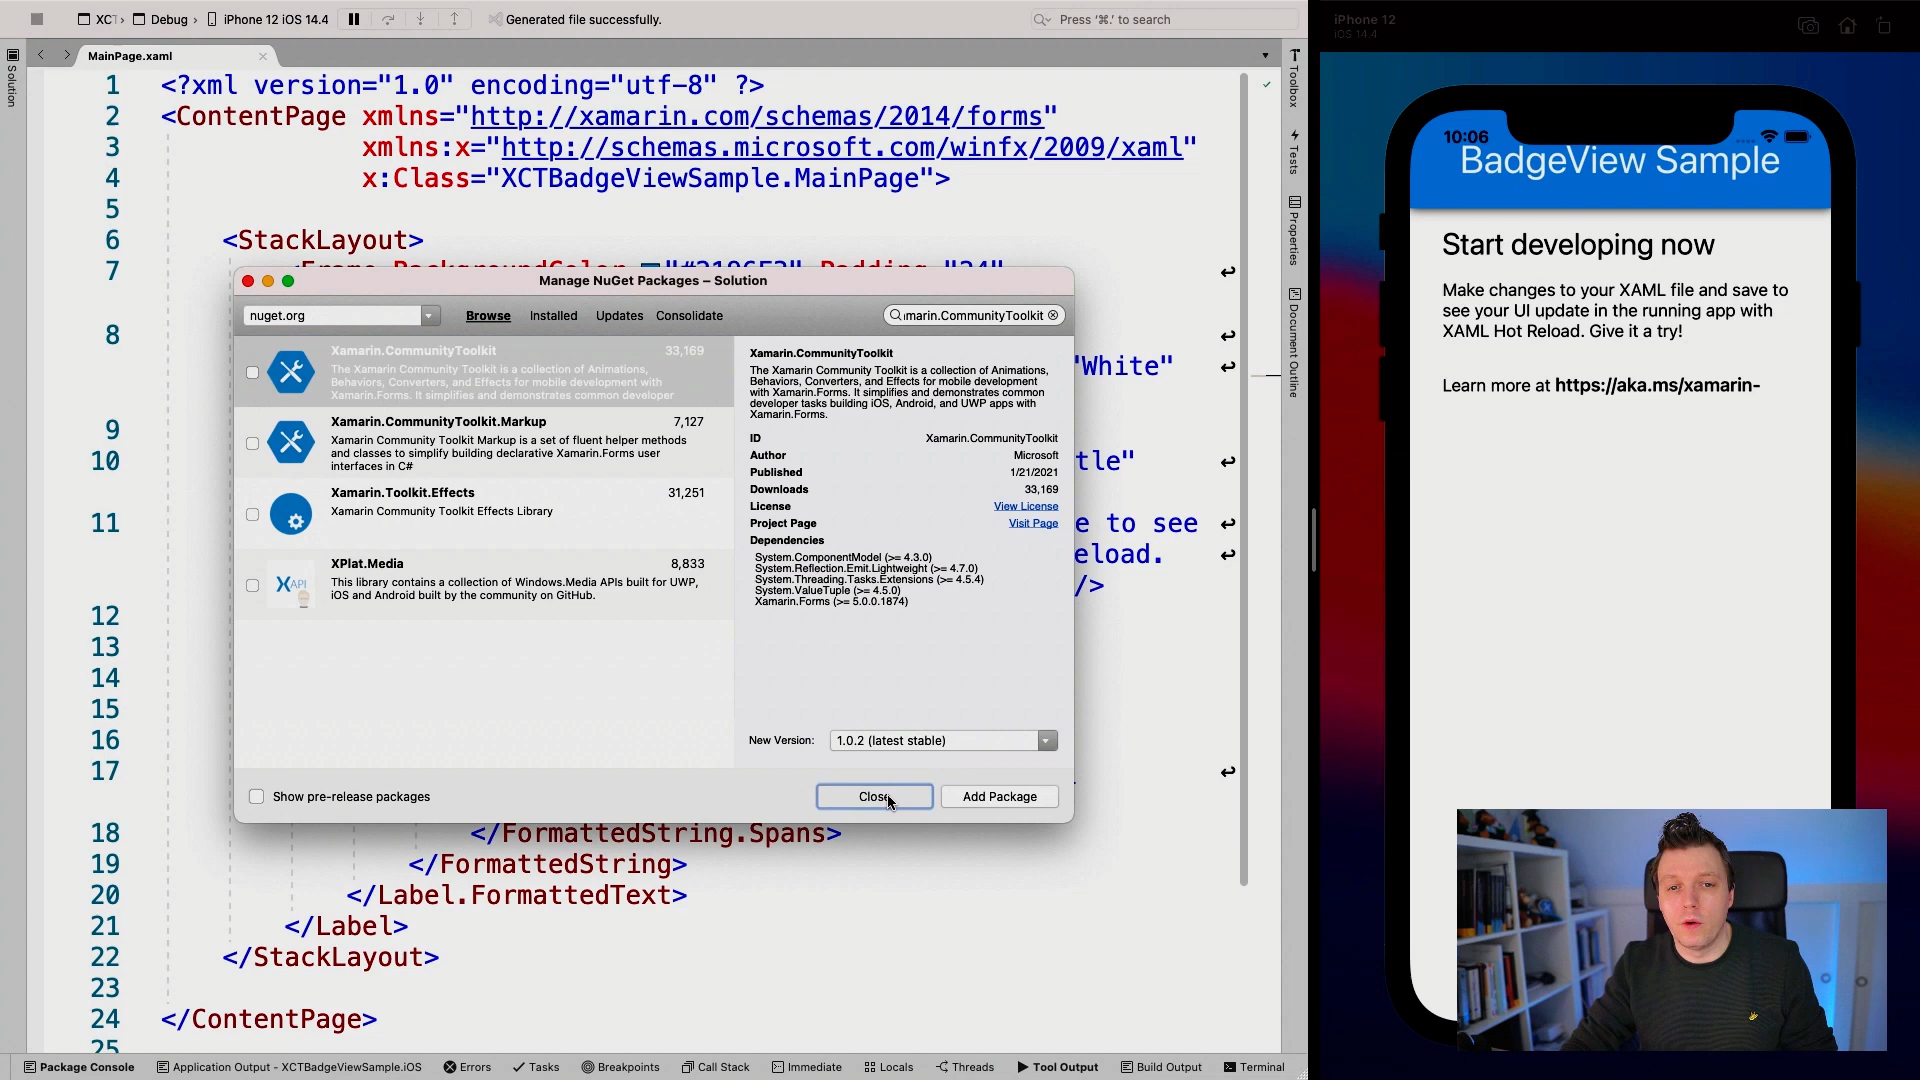 XCT › Debug › iPhone 12 iOS 14.4
Generated file successfully.
Press ‘⌘.’ to search
Solution
MainPage.xaml
1 <?xml version="1.0" encoding="utf-8" ?>
2 <ContentPage xmlns="http://xamarin.com/schemas/2014/forms"
3 xmlns:x="http://schemas.microsoft.com/winfx/2009/xaml"
4 x:Class="XCTBadgeViewSample.MainPage">
5
6 <StackLayout>
7 <Frame BackgroundColor="#2196F3" Padding="24"
8
"White"
9
10 tle"
11 e to see
eload.
/>
12
13
14
15
16
17
18 </FormattedString.Spans>
19 </FormattedString>
20 </Label.FormattedText>
21 </Label>
22 </StackLayout>
23
24 </ContentPage>
25
Manage NuGet Packages – Solution
nuget.org
Browse Installed Updates Consolidate
marin.CommunityToolkit
Xamarin.CommunityToolkit 33,169
The Xamarin Community Toolkit is a collection of Animations,
Behaviors, Converters, and Effects for mobile development with
Xamarin.Forms. It simplifies and demonstrates common developer
Xamarin.CommunityToolkit.Markup 7,127
Xamarin Community Toolkit Markup is a set of fluent helper methods
and classes to simplify building declarative Xamarin.Forms user
interfaces in C#
Xamarin.Toolkit.Effects 31,251
Xamarin Community Toolkit Effects Library
XAPI
XPlat.Media 8,833
This library contains a collection of Windows.Media APIs built for UWP,
iOS and Android built by the community on GitHub.
Xamarin.CommunityToolkit
The Xamarin Community Toolkit is a collection of Animations,
Behaviors, Converters, and Effects for mobile development with
Xamarin.Forms. It simplifies and demonstrates common
developer tasks building iOS, Android, and UWP apps with
Xamarin.Forms.
ID Xamarin.CommunityToolkit
Author Microsoft
Published 1/21/2021
Downloads 33,169
License View License
Project Page Visit Page
Dependencies
System.ComponentModel (>= 4.3.0)
System.Reflection.Emit.Lightweight (>= 4.7.0)
System.Threading.Tasks.Extensions (>= 4.5.4)
System.ValueTuple (>= 4.5.0)
Xamarin.Forms (>= 5.0.0.1874)
New Version: 1.0.2 (latest stable)
Show pre-release packages
Close
Add Package
Toolbox
Tests
Properties
Document Outline
Package Console Application Output - XCTBadgeViewSample.iOS Errors Tasks Breakpoints Call Stack Immediate Locals Threads Tool Output Build Output Terminal
iPhone 12
iOS 14.4
10:06
BadgeView Sample
Start developing now
Make changes to your XAML file and save to
see your UI update in the running app with
XAML Hot Reload. Give it a try!
Learn more at https://aka.ms/xamarin-